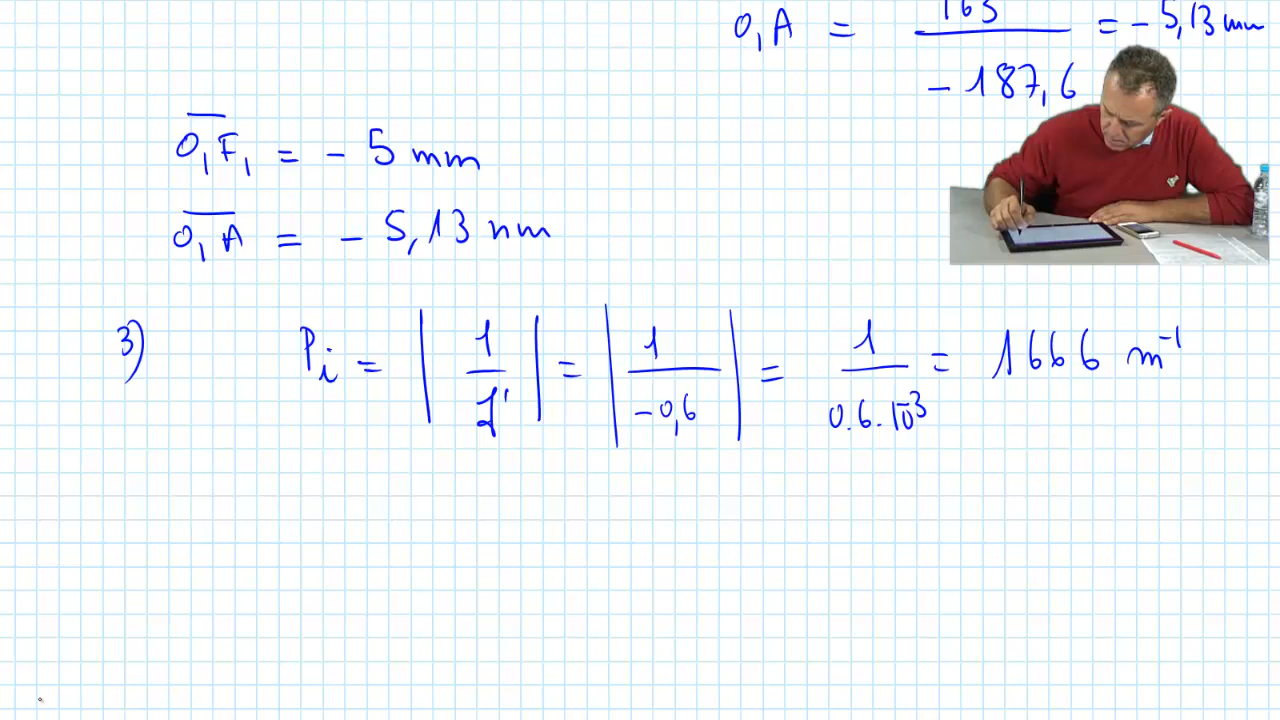 O₁A = 163 / -187,6 = - 5,13 mm
O₁F₁ = - 5 mm
O₁A = - 5,13 mm
3) Pi = | 1 / f' | = | 1 / -0,6 | = 1 / 0.6.10⁻³ = 1666 m⁻¹